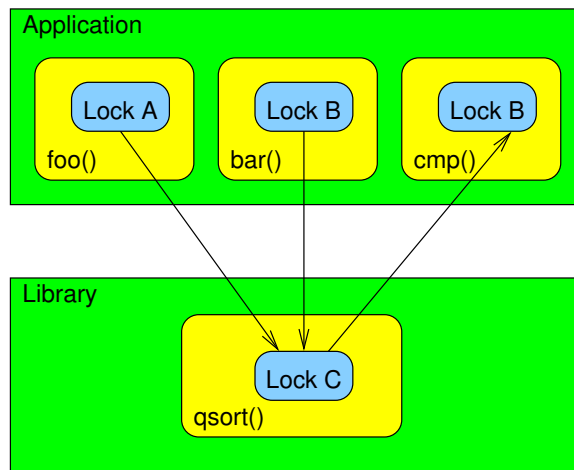 Application
Lock A
Lock B
Lock B
foo()
bar()
cmp()
Library
Lock C
qsort()